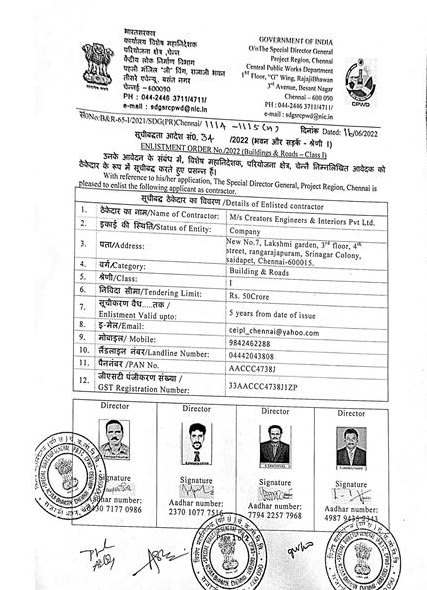 भारतसरकार
कार्यालय विशेष महानिदेशक
परियोजना क्षेत्र, चेन्नै
केंद्रीय लोक निर्माण विभाग
पहली मंजिल "जी" विंग, राजाजी भवन
तीसरे एवेन्यू, बसंत नगर
चेन्नई –600090
PH : 044-2446 3711/4711/
e-mail : sdgsrcpwd@nic.in
GOVERNMENT OF INDIA
O/o The Special Director General
Project Region, Chennai
Central Public Works Department
1st Floor, "G" Wing, RajajiBhawan
3rd Avenue, Besant Nagar
Chennai – 600 090
PH : 044-2446 3711/4711/
e-mail : sdgsrcpwd@nic.in
CPWD
सं0/No:B&R-65-I/2021/SDG(PR)Chennai/ 1114 -1115 (H)
दिनांक Dated: 16/06/2022
सूचीबद्धता आदेश सं0. 34 /2022 (भवन और सड़कें - श्रेणी I)
ENLISTMENT ORDER No./2022 (Buildings & Roads – Class I)
उनके आवेदन के संबंध में, विशेष महानिदेशक, परियोजना क्षेत्र, चेन्नै निम्नलिखित आवेदक को
ठेकेदार के रूप में सूचीबद्ध करते हुए प्रसन्न हैं।
With reference to his/her application, The Special Director General, Project Region, Chennai is
pleased to enlist the following applicant as contractor.
सूचीबद्ध ठेकेदार का विवरण /Details of Enlisted contractor
1. ठेकेदार का नाम/Name of Contractor: M/s Creators Engineers & Interiors Pvt Ltd.
2. इकाई की स्थिति/Status of Entity: Company
3. पता/Address: New No.7, Lakshmi garden, 3rd floor, 4th
street, rangarajapuram, Srinagar Colony,
saidapet, Chennai-600015.
4. वर्ग/Category: Building & Roads
5. श्रेणी/Class: I
6. निविदा सीमा/Tendering Limit: Rs. 50Crore
7. सूचीकरण वैध.....तक /
Enlistment Valid upto: 5 years from date of issue
8. इ-मेल/Email: ceipl_chennai@yahoo.com
9. मोबाइल/ Mobile: 9842462288
10. लैंडलाइन नंबर/Landline Number: 04442043808
11. पैननंबर /PAN No. AACCC4738J
12. जीएसटी पंजीकरण संख्या /
GST Registration Number: 33AACCC4738J1ZP
Director Director Director Director
Signature Signature Signature Signature
Aadhar number: Aadhar number: Aadhar number: Aadhar number:
7177 0986 2370 1077 7794 2257 7968 4987
Page 1